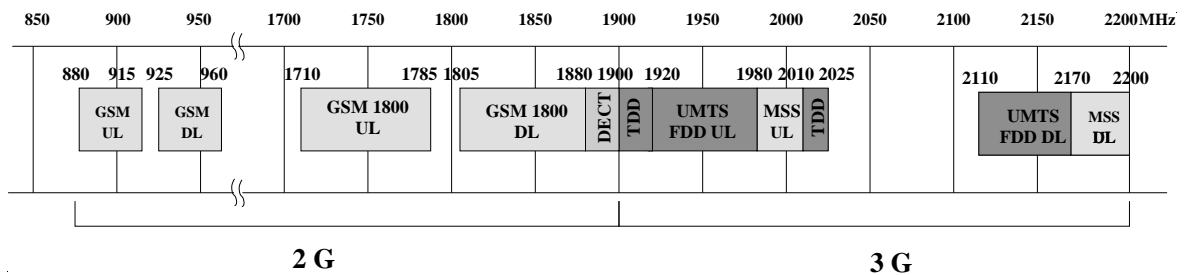 850 900 950 1700 1750 1800 1850 1900 1950 2000 2050 2100 2150 2200 MHz
880 915 925 960 1710 1785 1805 1880 1900 1920 1980 2010 2025 2110 2170 2200
GSM UL
GSM DL
GSM 1800 UL
GSM 1800 DL
DECT
TDD
UMTS FDD UL
MSS UL
TDD
UMTS FDD DL
MSS DL
2 G 3 G